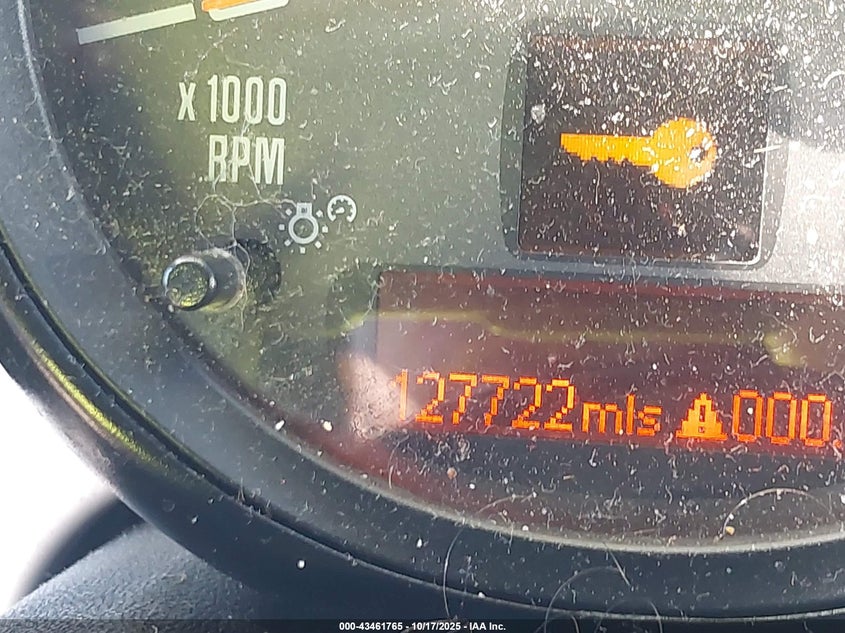 x 1000
RPM
127722mls 000.
000-43461765 - 10/17/2025 - IAA Inc.